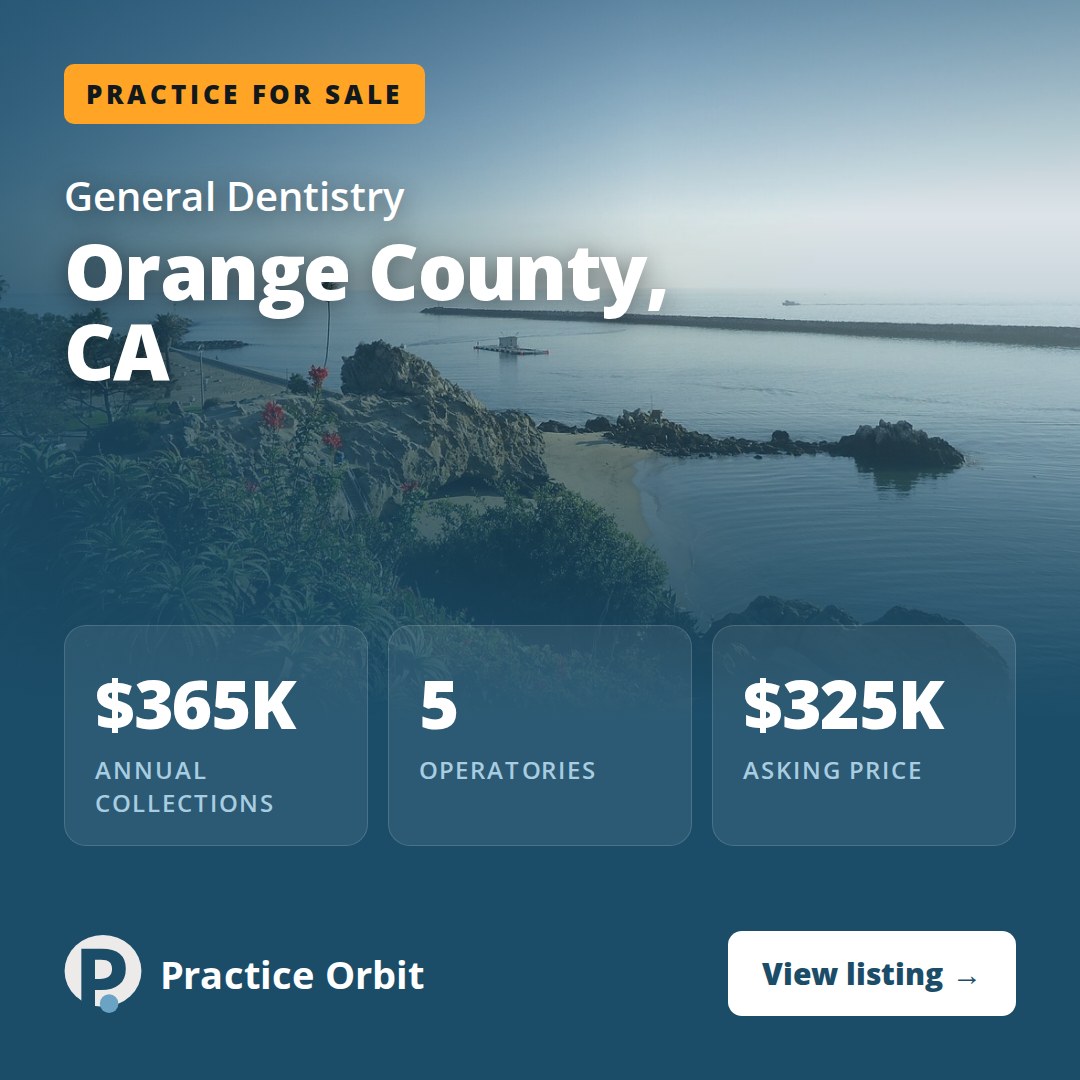 PRACTICE FOR SALE
General Dentistry
Orange County,
CA
$365K
ANNUAL
COLLECTIONS
5
OPERATORIES
$325K
ASKING PRICE
Practice Orbit
View listing →